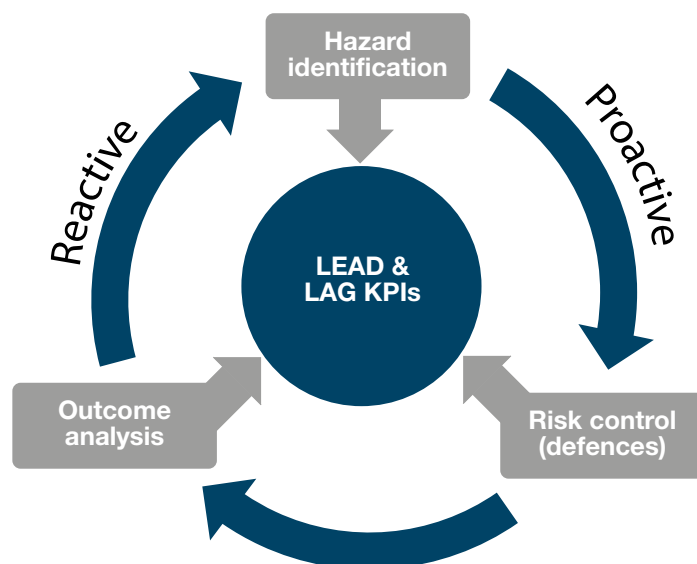 Hazard
identification
Reactive
Proactive
LEAD &
LAG KPIs
Outcome
analysis
Risk control
(defences)